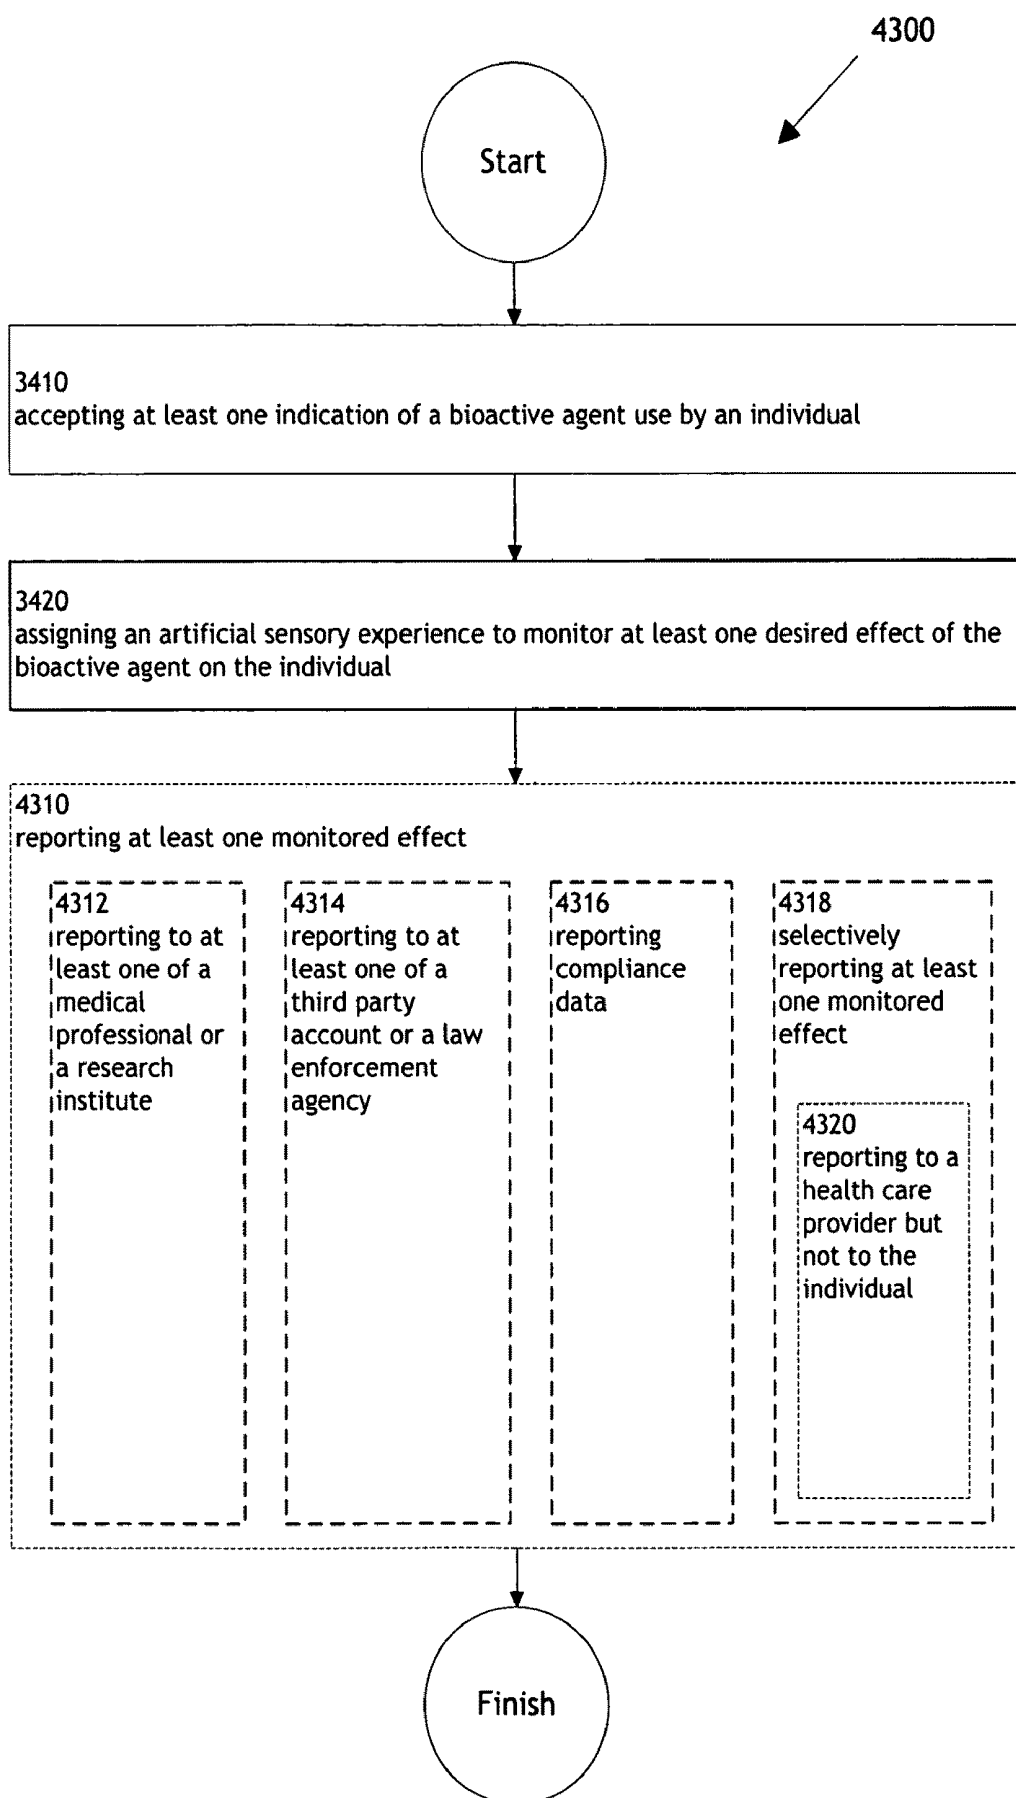 4300
Start
3410
accepting at least one indication of a bioactive agent use by an individual
3420
assigning an artificial sensory experience to monitor at least one desired effect of the
bioactive agent on the individual
4310
reporting at least one monitored effect
4312
reporting to at
least one of a
medical
professional or
a research
institute
4314
reporting to at
least one of a
third party
account or a law
enforcement
agency
4316
reporting
compliance
data
4318
selectively
reporting at least
one monitored
effect
4320
reporting to a
health care
provider but
not to the
individual
Finish